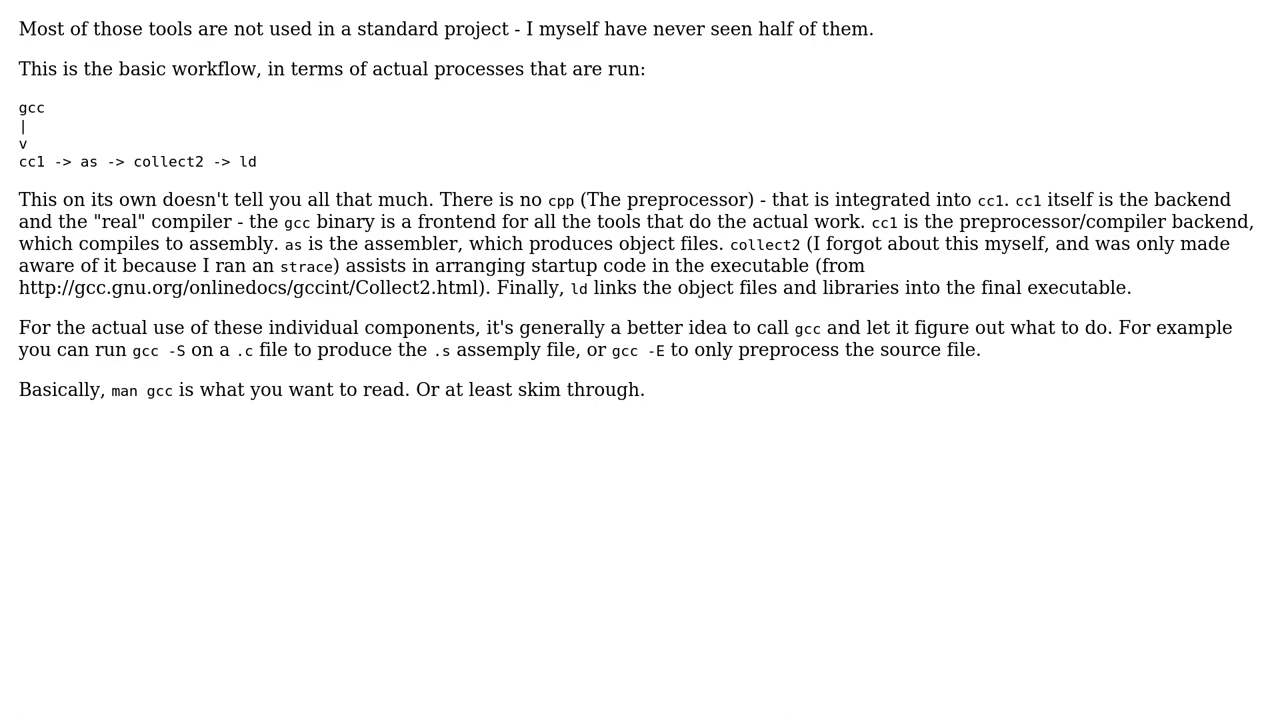 Most of those tools are not used in a standard project - I myself have never seen half of them.
This is the basic workflow, in terms of actual processes that are run:
gcc
|
v
cc1 -> as -> collect2 -> ld
This on its own doesn't tell you all that much. There is no cpp (The preprocessor) - that is integrated into cc1. cc1 itself is the backend
and the "real" compiler - the gcc binary is a frontend for all the tools that do the actual work. cc1 is the preprocessor/compiler backend,
which compiles to assembly. as is the assembler, which produces object files. collect2 (I forgot about this myself, and was only made
aware of it because I ran an strace) assists in arranging startup code in the executable (from
http://gcc.gnu.org/onlinedocs/gccint/Collect2.html). Finally, ld links the object files and libraries into the final executable.
For the actual use of these individual components, it's generally a better idea to call gcc and let it figure out what to do. For example
you can run gcc -S on a .c file to produce the .s assemply file, or gcc -E to only preprocess the source file.
Basically, man gcc is what you want to read. Or at least skim through.